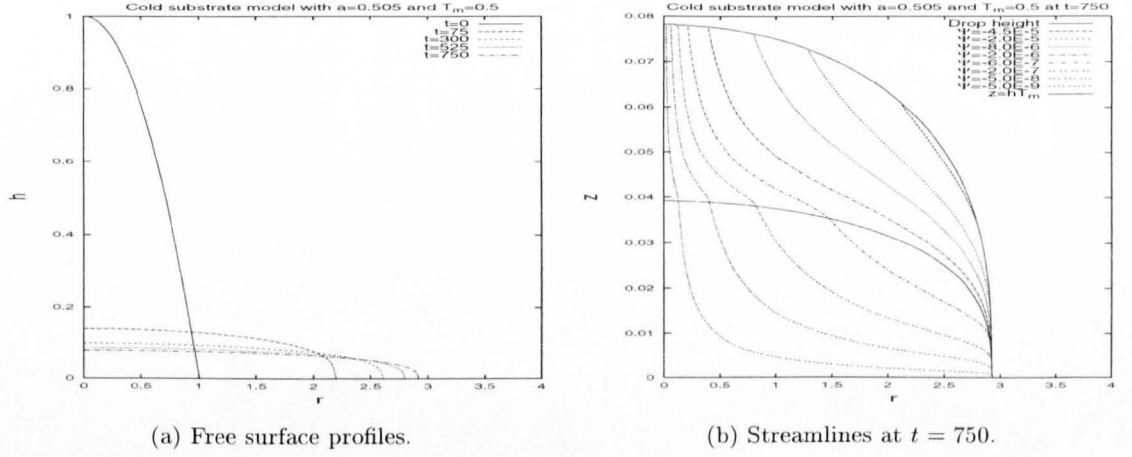 Cold substrate model with a=0.505 and Tm=0.5
t=0
t=75
t=300
t=525
t=750
1
0.8
0.6
0.4
0.2
0
h
0 0.5 1 1.5 2 2.5 3 3.5 4
r
(a) Free surface profiles.
Cold substrate model with a=0.505 and Tm=0.5 at t=750
Drop height
Ψ=-4.5E-5
Ψ=-2.0E-5
Ψ=-8.0E-6
Ψ=-2.0E-6
Ψ=-6.0E-7
Ψ=-2.0E-7
Ψ=-5.0E-8
Ψ=-5.0E-9
z=hTm
0.08
0.07
0.06
0.05
0.04
0.03
0.02
0.01
0
z
0 0.5 1 1.5 2 2.5 3 3.5 4
r
(b) Streamlines at t = 750.